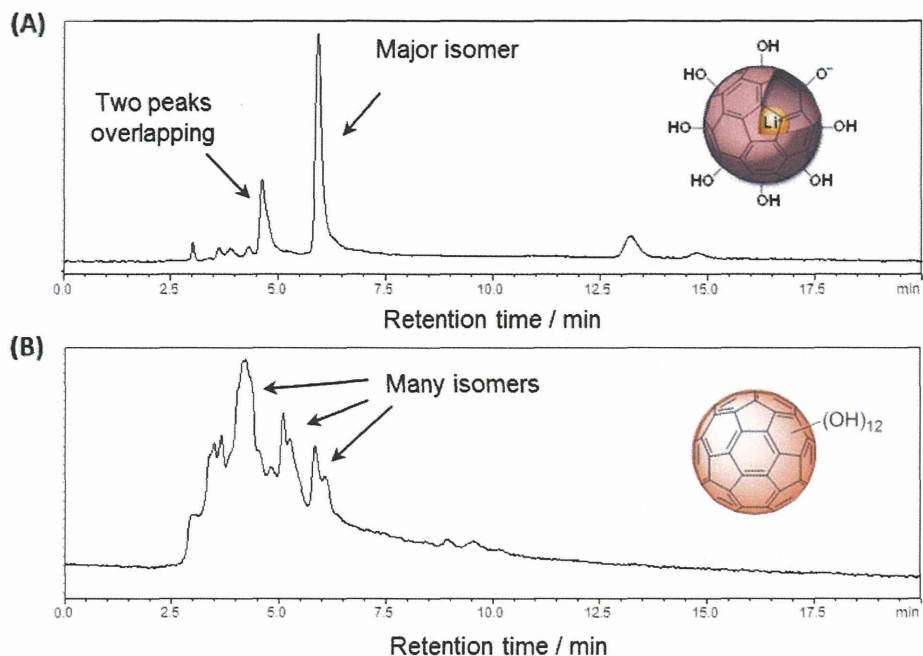 (A)
Major isomer
Two peaks
overlapping
OH
HO
O⁻
HO
Li
OH
HO
OH
OH
0.0 2.5 5.0 7.5 10.0 12.5 15.0 17.5 min
Retention time / min
(B)
Many isomers
(OH)₁₂
0.0 2.5 5.0 7.5 10.0 12.5 15.0 17.5 min
Retention time / min